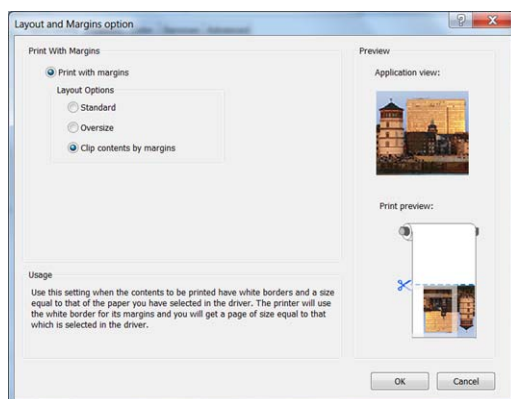 Layout and Margins option
Print With Margins
Print with margins
Layout Options
Standard
Oversize
Clip contents by margins
Usage
Use this setting when the contents to be printed have white borders and a size
equal to that of the paper you have selected in the driver. The printer will use
the white border for its margins and you will get a page of size equal to that
which is selected in the driver.
Preview
Application view:
Print preview:
OK
Cancel